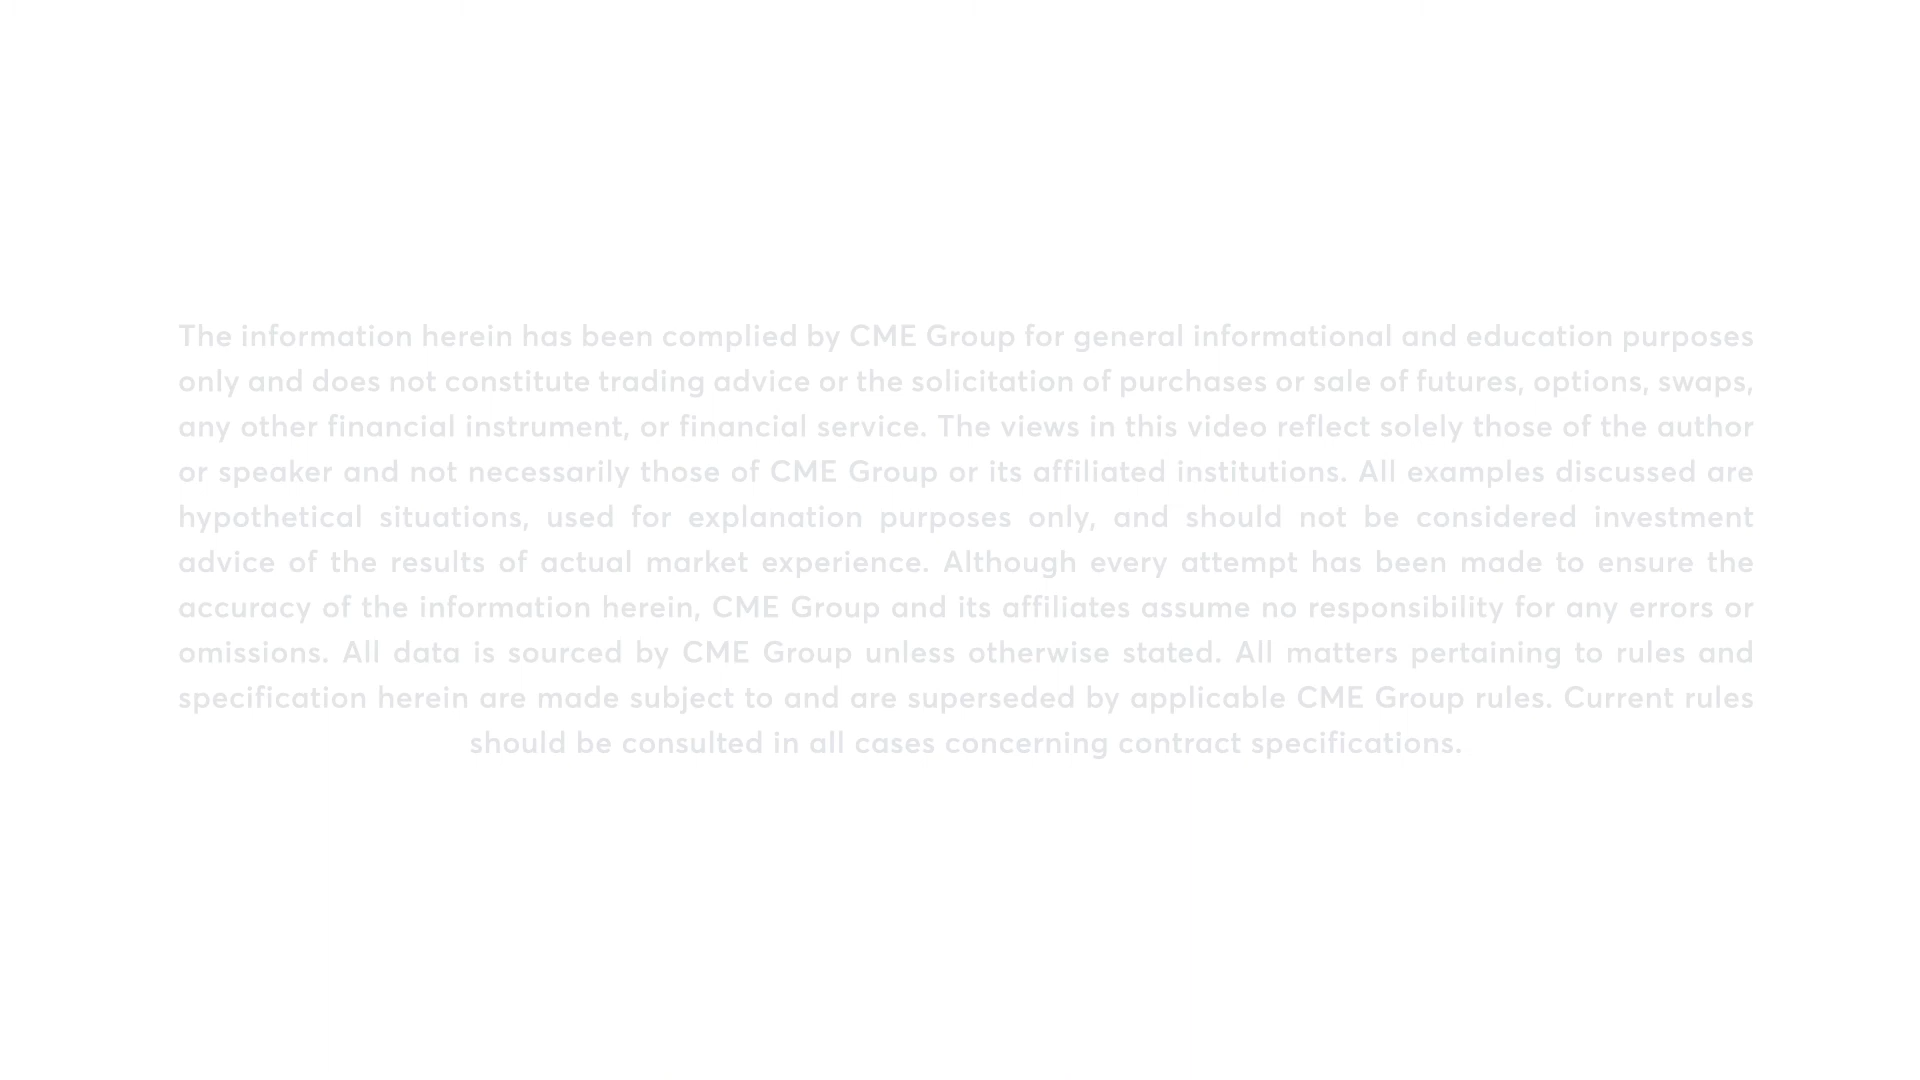 The information herein has been complied by CME Group for general informational and education purposes
only and does not constitute trading advice or the solicitation of purchases or sale of futures, options, swaps,
any other financial instrument, or financial service. The views in this video reflect solely those of the author
or speaker and not necessarily those of CME Group or its affiliated institutions. All examples discussed are
hypothetical situations, used for explanation purposes only, and should not be considered investment
advice of the results of actual market experience. Although every attempt has been made to ensure the
accuracy of the information herein, CME Group and its affiliates assume no responsibility for any errors or
omissions. All data is sourced by CME Group unless otherwise stated. All matters pertaining to rules and
specification herein are made subject to and are superseded by applicable CME Group rules. Current rules
should be consulted in all cases concerning contract specifications.